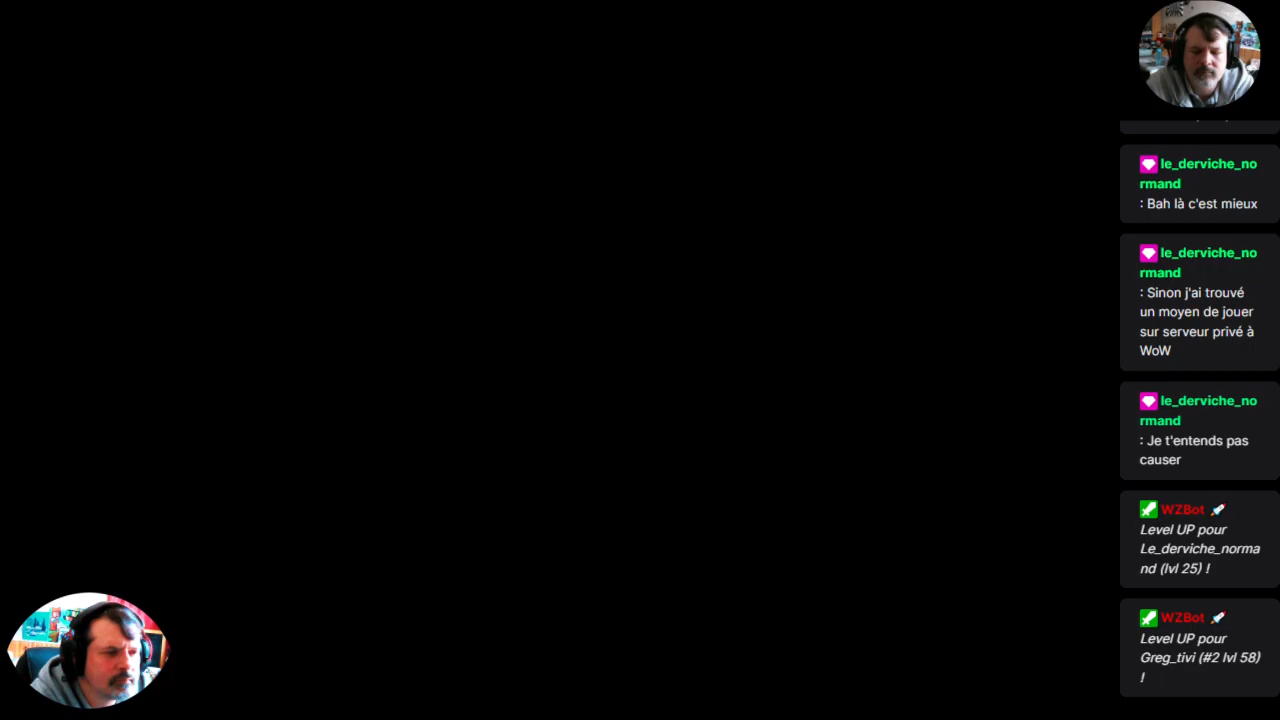 le_derviche_no
rmand
: Bah là c'est mieux
le_derviche_no
rmand
: Sinon j'ai trouvé
un moyen de jouer
sur serveur privé à
WoW
le_derviche_no
rmand
: Je t'entends pas
causer
WZBot 🚀
Level UP pour
Le_derviche_norma
nd (lvl 25) !
WZBot 🚀
Level UP pour
Greg_tivi (#2 lvl 58)
!